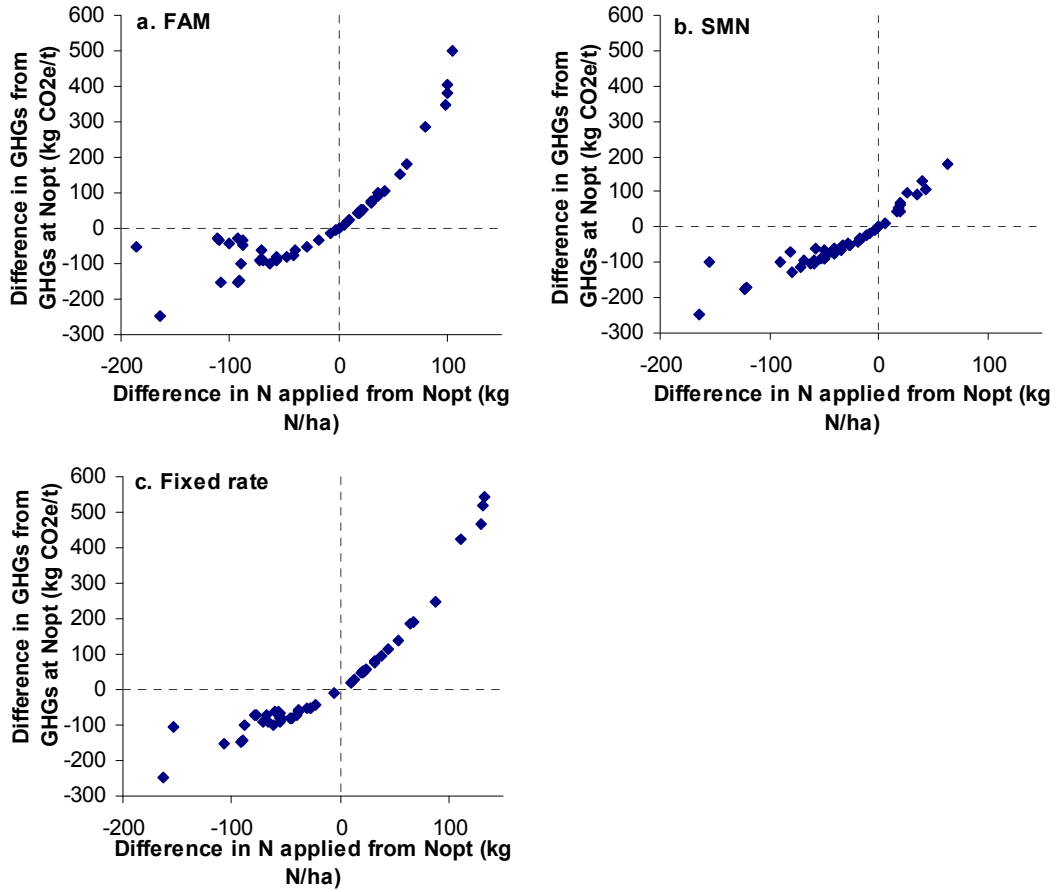 a. FAM
Difference in GHGs from
GHGs at Nopt (kg CO2e/t)
600
500
400
300
200
100
0
-100
-200
-300
-200
-100
0
100
Difference in N applied from Nopt (kg
N/ha)
b. SMN
Difference in GHGs from
GHGs at Nopt (kg CO2e/t)
600
500
400
300
200
100
0
-100
-200
-300
-200
-100
0
100
Difference in N applied from Nopt (kg
N/ha)
c. Fixed rate
Difference in GHGs from
GHGs at Nopt (kg CO2e/t)
600
500
400
300
200
100
0
-100
-200
-300
-200
-100
0
100
Difference in N applied from Nopt (kg
N/ha)